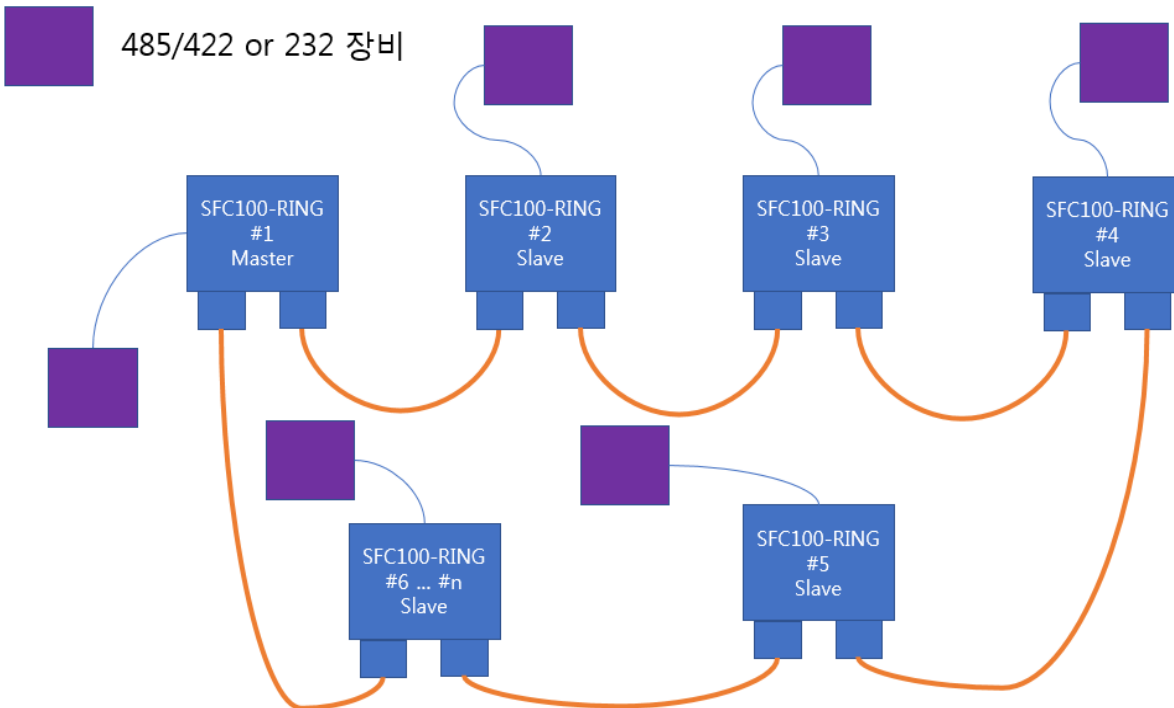 485/422 or 232 장비
SFC100-RING
#1
Master
SFC100-RING
#2
Slave
SFC100-RING
#3
Slave
SFC100-RING
#4
Slave
SFC100-RING
#6 ... #n
Slave
SFC100-RING
#5
Slave